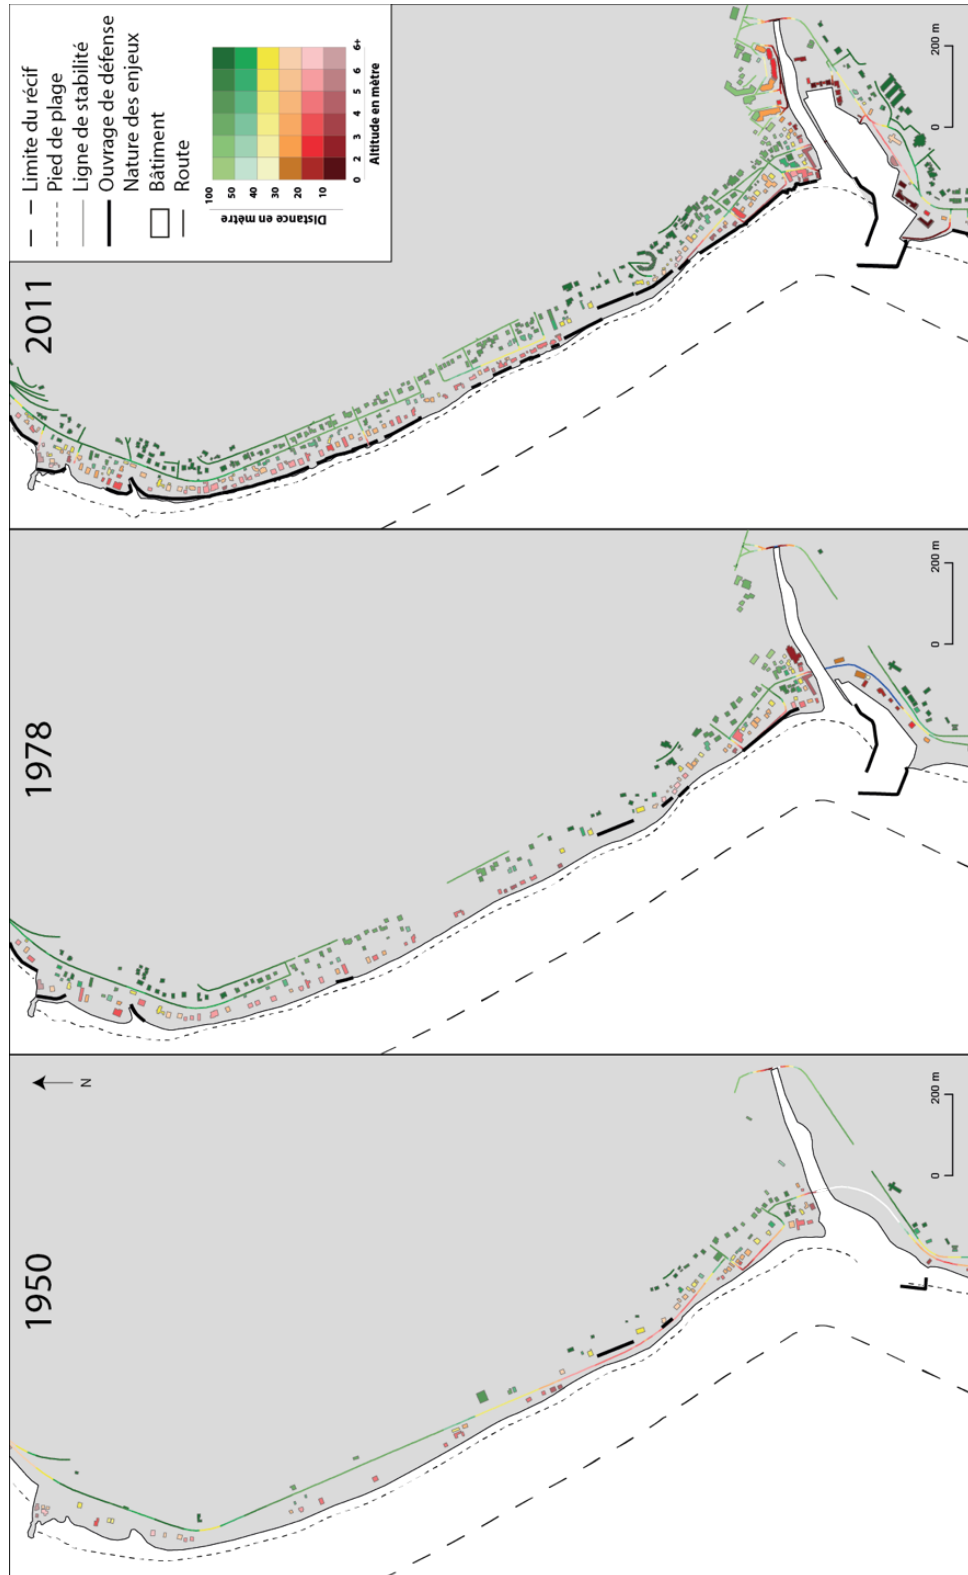 1950
N
200 m
0
1978
200 m
0
2011
Limite du récif
Pied de plage
Ligne de stabilité
Ouvrage de défense
Nature des enjeux
Bâtiment
Route
Distance en mètre
100
50
40
30
20
10
0 2 3 4 5 6 6+
Altitude en mètre
200 m
0